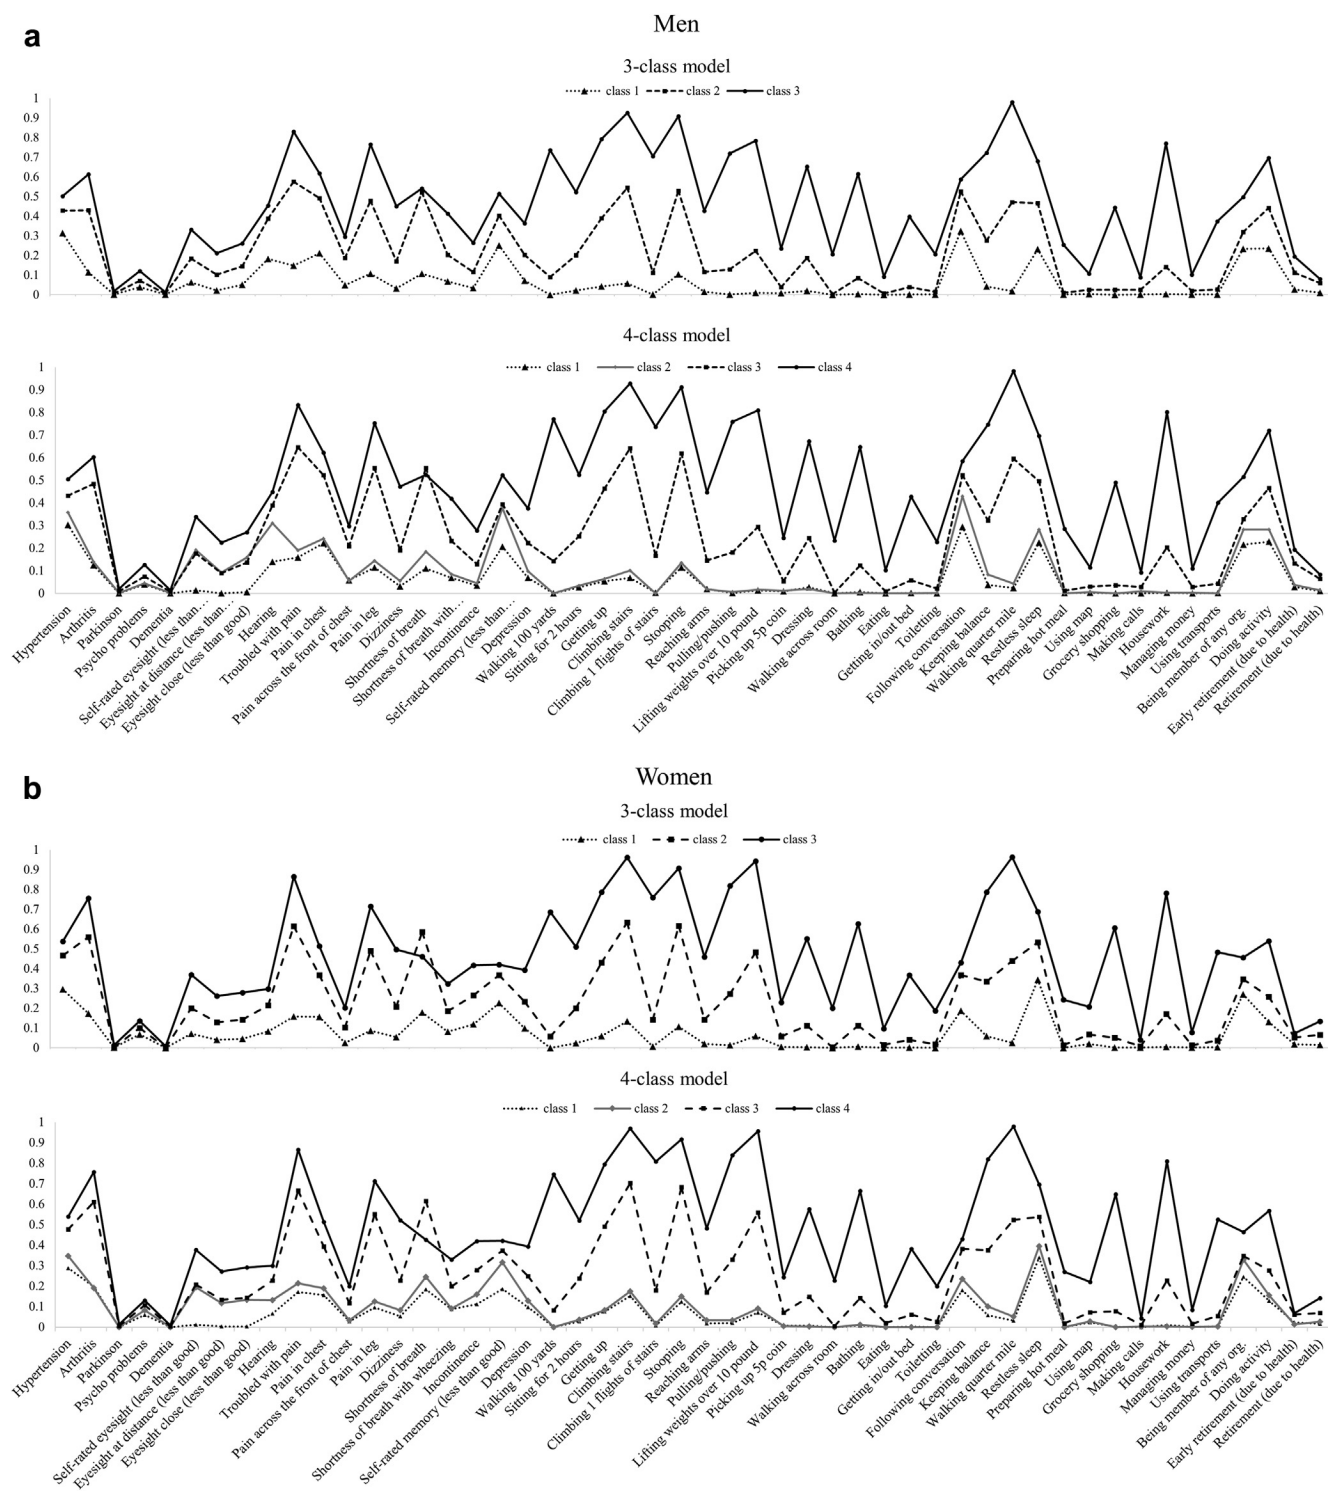 a
Men
3-class model
class 1 class 2 class 3
1
0.9
0.8
0.7
0.6
0.5
0.4
0.3
0.2
0.1
0
4-class model
class 1 class 2 class 3 class 4
1
0.9
0.8
0.7
0.6
0.5
0.4
0.3
0.2
0.1
0
Hypertension
Arthritis
Parkinson
Psycho problems
Dementia
Self-rated eyesight (less than…
Eyesight at distance (less than…
Eyesight close (less than good)
Hearing
Troubled with pain
Pain in chest
Pain across the front of chest
Pain in leg
Dizziness
Shortness of breath
Shortness of breath with…
Incontinence
Self-rated memory (less than…
Depression
Walking 100 yards
Sitting for 2 hours
Getting up
Climbing stairs
Climbing 1 flights of stairs
Stooping
Reaching arms
Pulling/pushing
Lifting weights over 10 pound
Picking up 5p coin
Dressing
Walking across room
Bathing
Eating
Getting in/out bed
Toiletting
Following conversation
Keeping balance
Walking quarter mile
Restless sleep
Preparing hot meal
Using map
Grocery shopping
Making calls
Housework
Managing money
Using transports
Being member of any org.
Doing activity
Early retirement (due to health)
Retirement (due to health)
b
Women
3-class model
class 1 class 2 class 3
1
0.9
0.8
0.7
0.6
0.5
0.4
0.3
0.2
0.1
0
4-class model
class 1 class 2 class 3 class 4
1
0.9
0.8
0.7
0.6
0.5
0.4
0.3
0.2
0.1
0
Hypertension
Arthritis
Parkinson
Psycho problems
Dementia
Self-rated eyesight (less than good)
Eyesight at distance (less than good)
Eyesight close (less than good)
Hearing
Troubled with pain
Pain in chest
Pain across the front of chest
Pain in leg
Dizziness
Shortness of breath
Shortness of breath with wheezing
Incontinence
Self-rated memory (less than good)
Depression
Walking 100 yards
Sitting for 2 hours
Getting up
Climbing stairs
Climbing 1 flights of stairs
Stooping
Reaching arms
Pulling/pushing
Lifting weights over 10 pound
Picking up 5p coin
Dressing
Walking across room
Bathing
Eating
Getting in/out bed
Toiletting
Following conversation
Keeping balance
Walking quarter mile
Restless sleep
Preparing hot meal
Using map
Grocery shopping
Making calls
Housework
Managing money
Using transports
Being member of any org.
Doing activity
Early retirement (due to health)
Retirement (due to health)